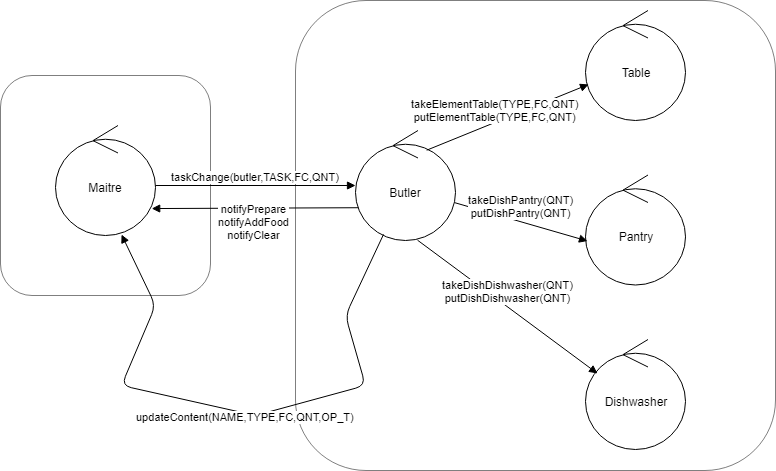 Table
takeElementTable(TYPE,FC,QNT)
putElementTable(TYPE,FC,QNT)
Maitre
taskChange(butler,TASK,FC,QNT)
Butler
notifyPrepare
notifyAddFood
notifyClear
takeDishPantry(QNT)
putDishPantry(QNT)
Pantry
takeDishDishwasher(QNT)
putDishDishwasher(QNT)
Dishwasher
updateContent(NAME,TYPE,FC,QNT,OP_T)